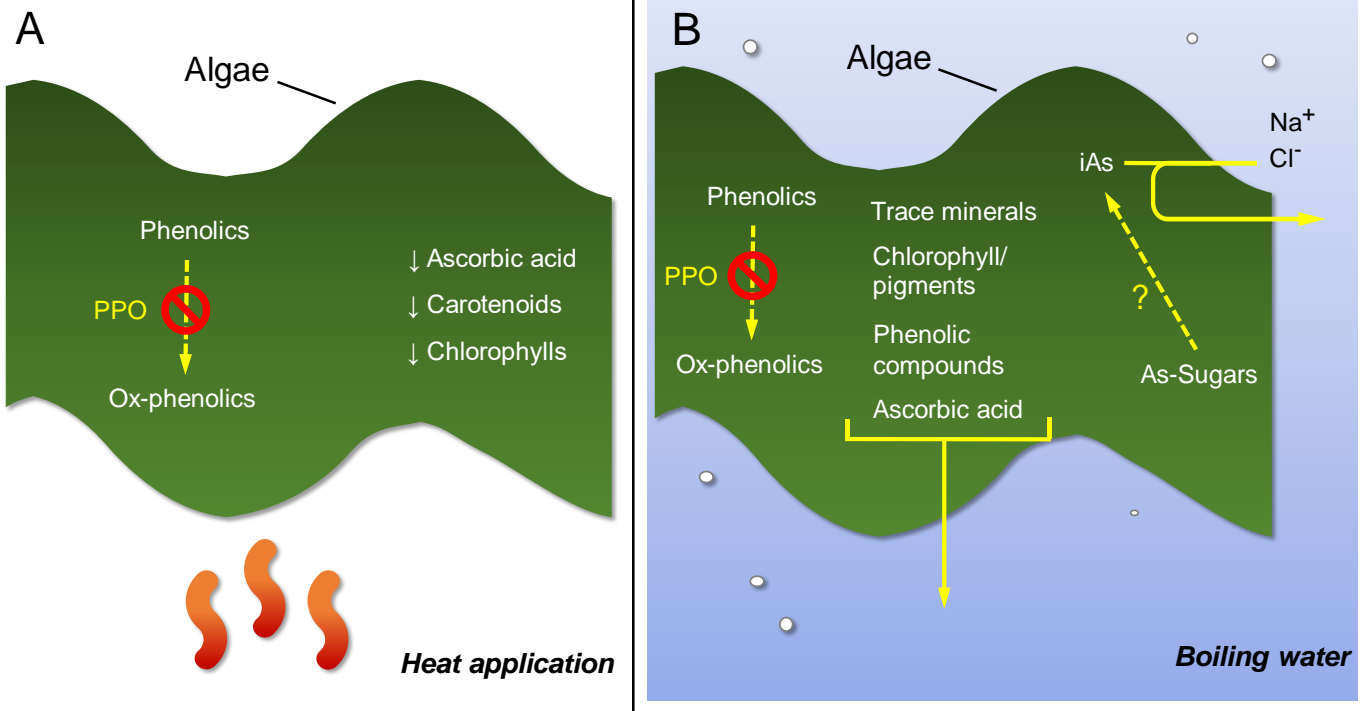 A
Algae
Phenolics
PPO
Ox-phenolics
↓ Ascorbic acid
↓ Carotenoids
↓ Chlorophylls
Heat application
B
Algae
Phenolics
PPO
Ox-phenolics
Trace minerals
Chlorophyll/
pigments
Phenolic
compounds
Ascorbic acid
iAs
Na⁺
Cl⁻
?
As-Sugars
Boiling water